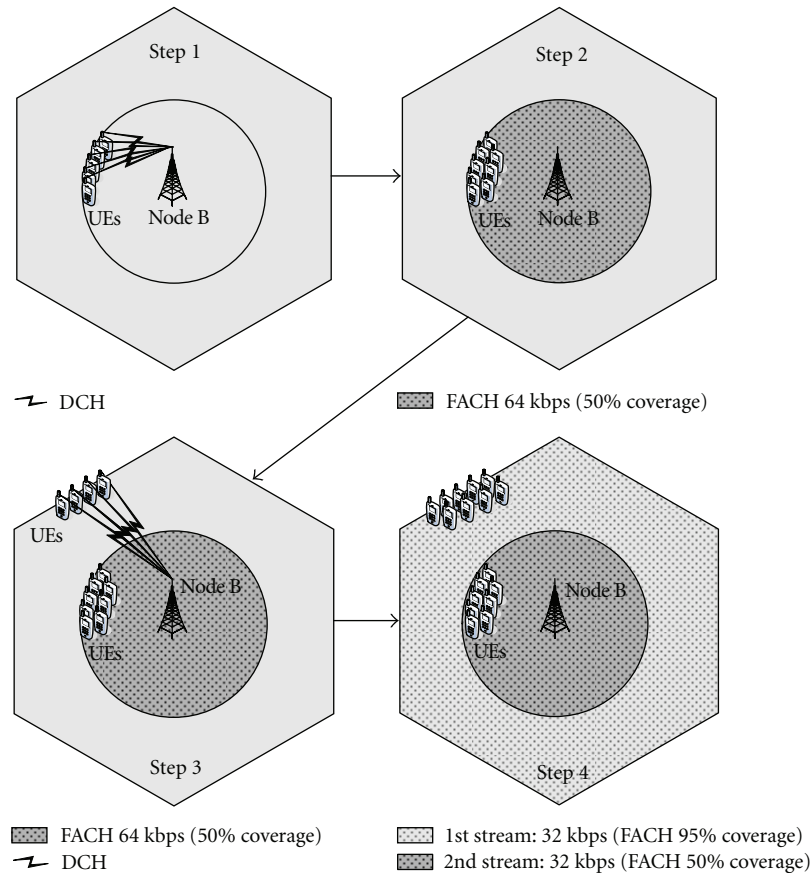 Step 1
UEs
Node B
DCH
Step 2
UEs
Node B
FACH 64 kbps (50% coverage)
UEs
Node B
UEs
Step 3
FACH 64 kbps (50% coverage)
DCH
Node B
UEs
Step 4
1st stream: 32 kbps (FACH 95% coverage)
2nd stream: 32 kbps (FACH 50% coverage)